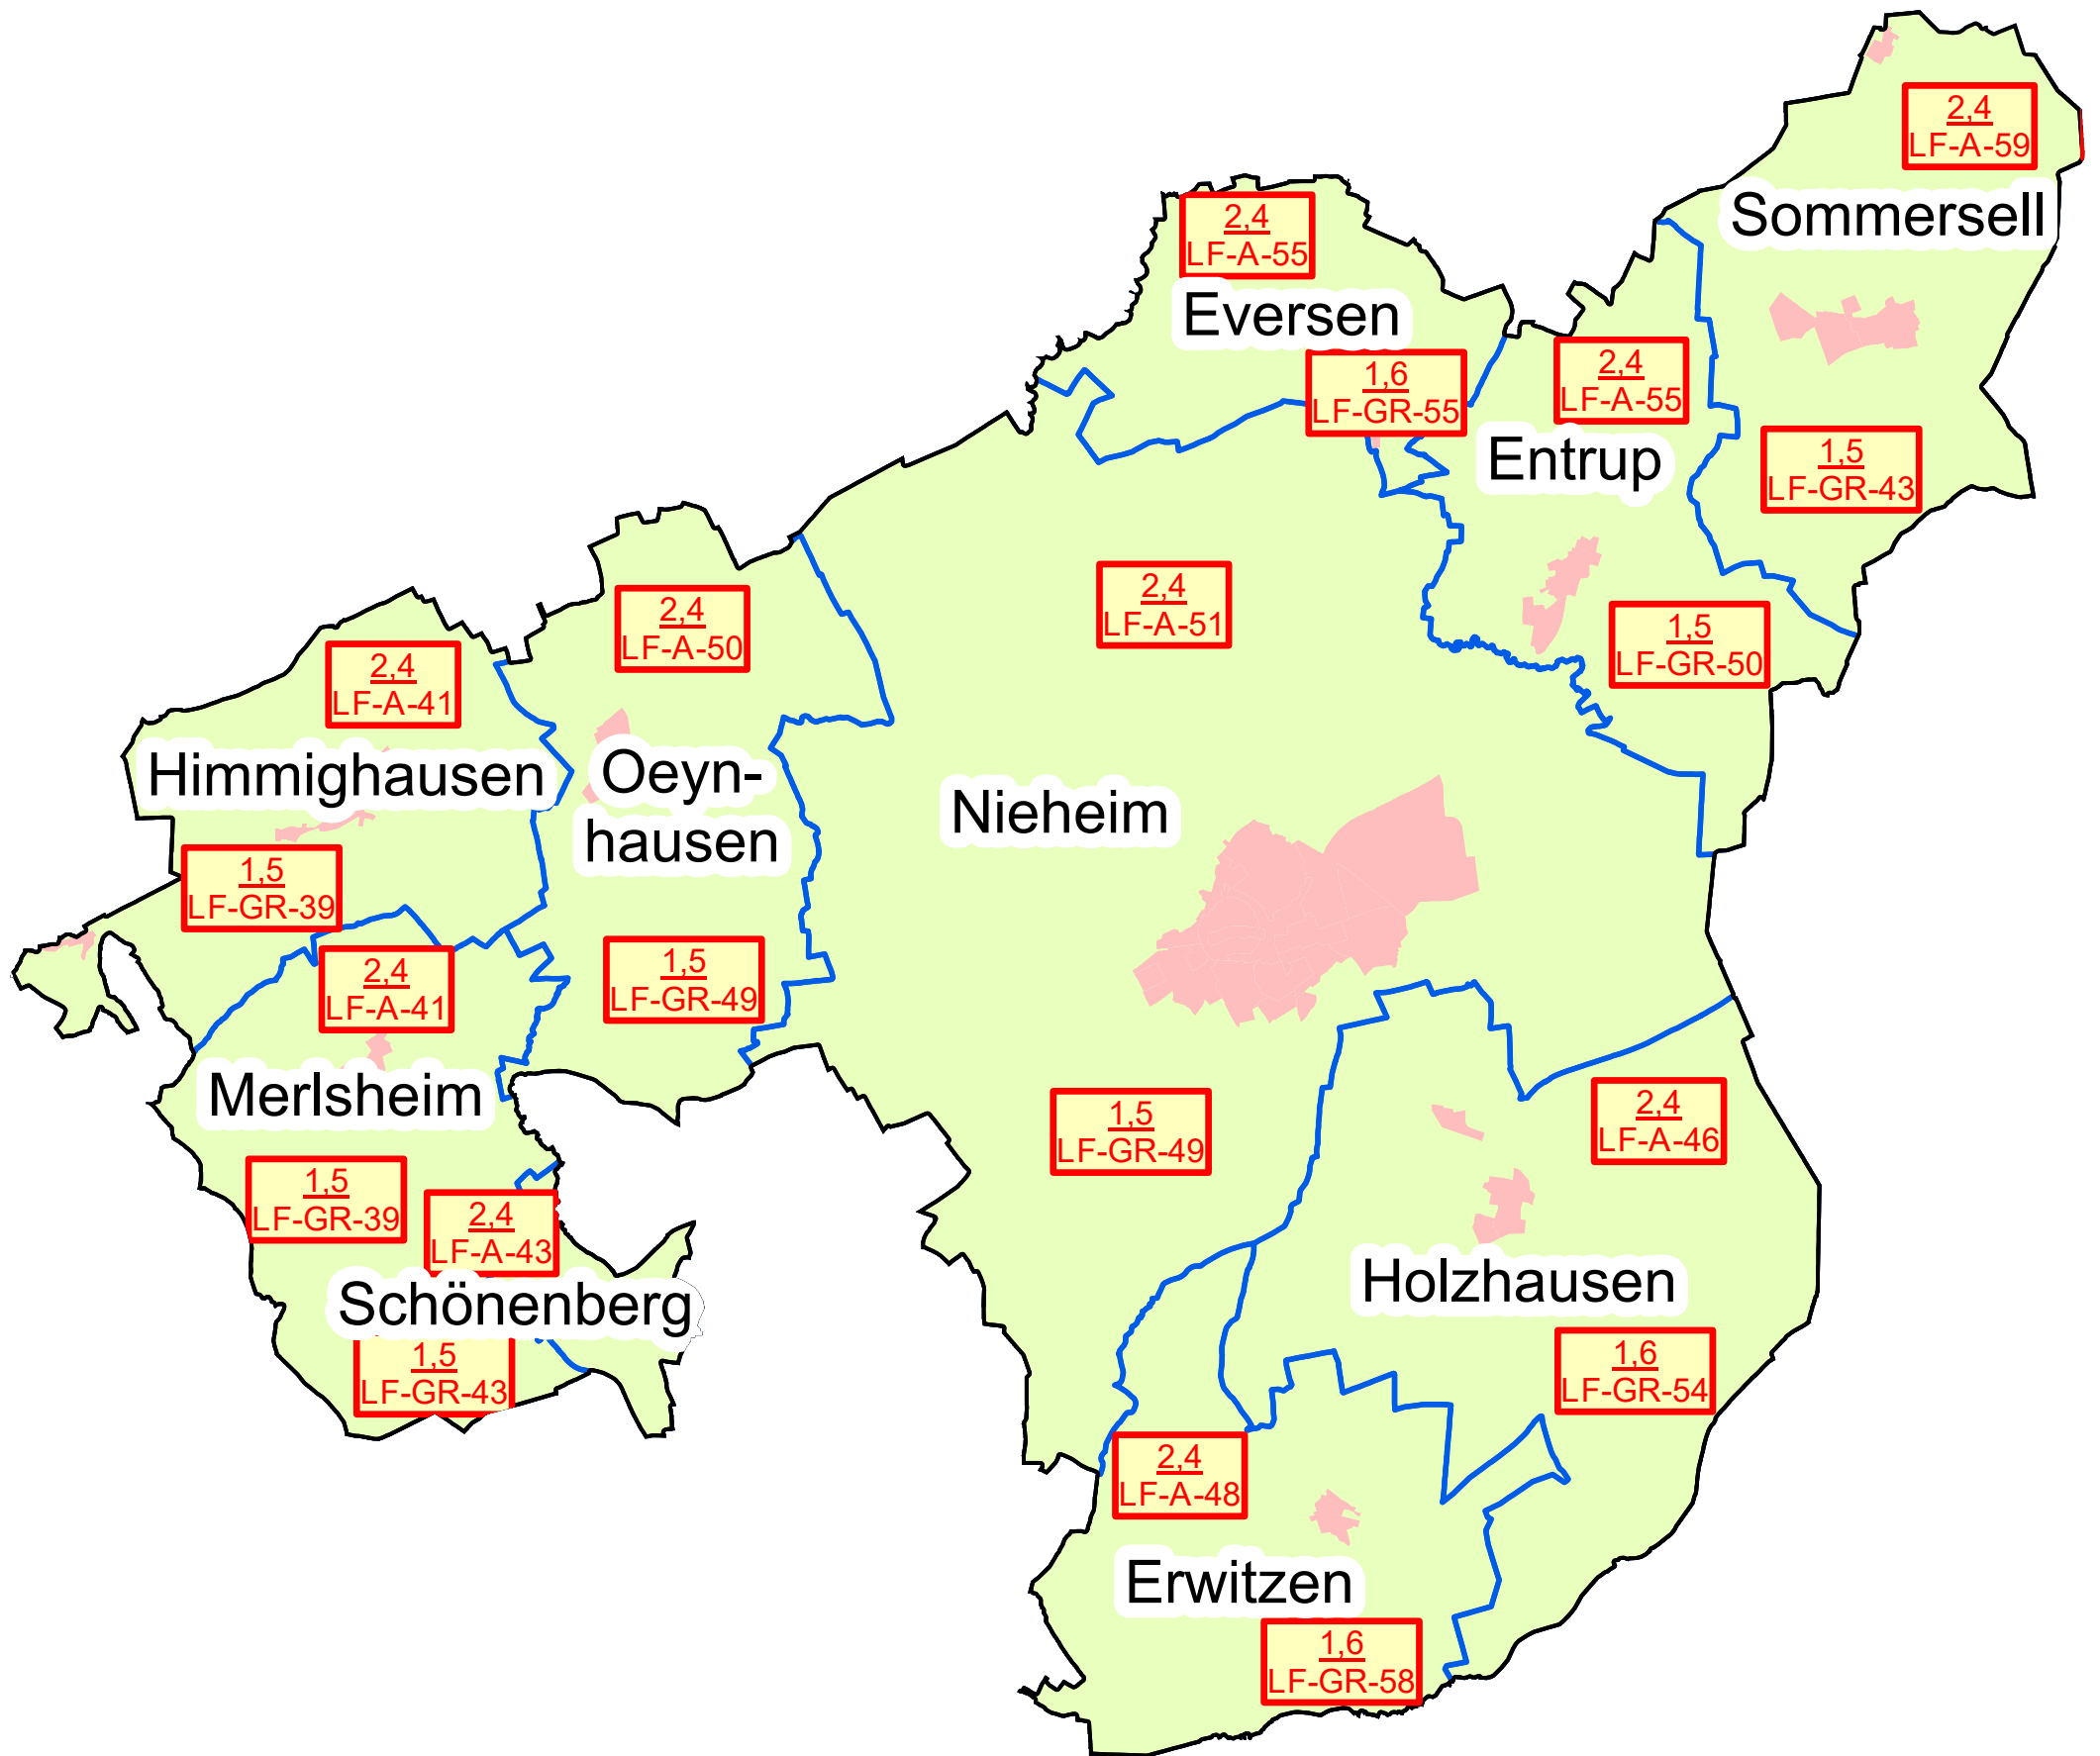 2,4
LF-A-59
Sommersell
2,4
LF-A-55
Eversen
1,6
LF-GR-55
2,4
LF-A-55
Entrup
1,5
LF-GR-43
2,4
LF-A-51
2,4
LF-A-50
1,5
LF-GR-50
2,4
LF-A-41
Himmighausen
Oeyn-
hausen
Nieheim
1,5
LF-GR-39
2,4
LF-A-41
1,5
LF-GR-49
Merlsheim
1,5
LF-GR-49
2,4
LF-A-46
1,5
LF-GR-39
2,4
LF-A-43
Schönenberg
Holzhausen
1,5
LF-GR-43
1,6
LF-GR-54
2,4
LF-A-48
Erwitzen
1,6
LF-GR-58